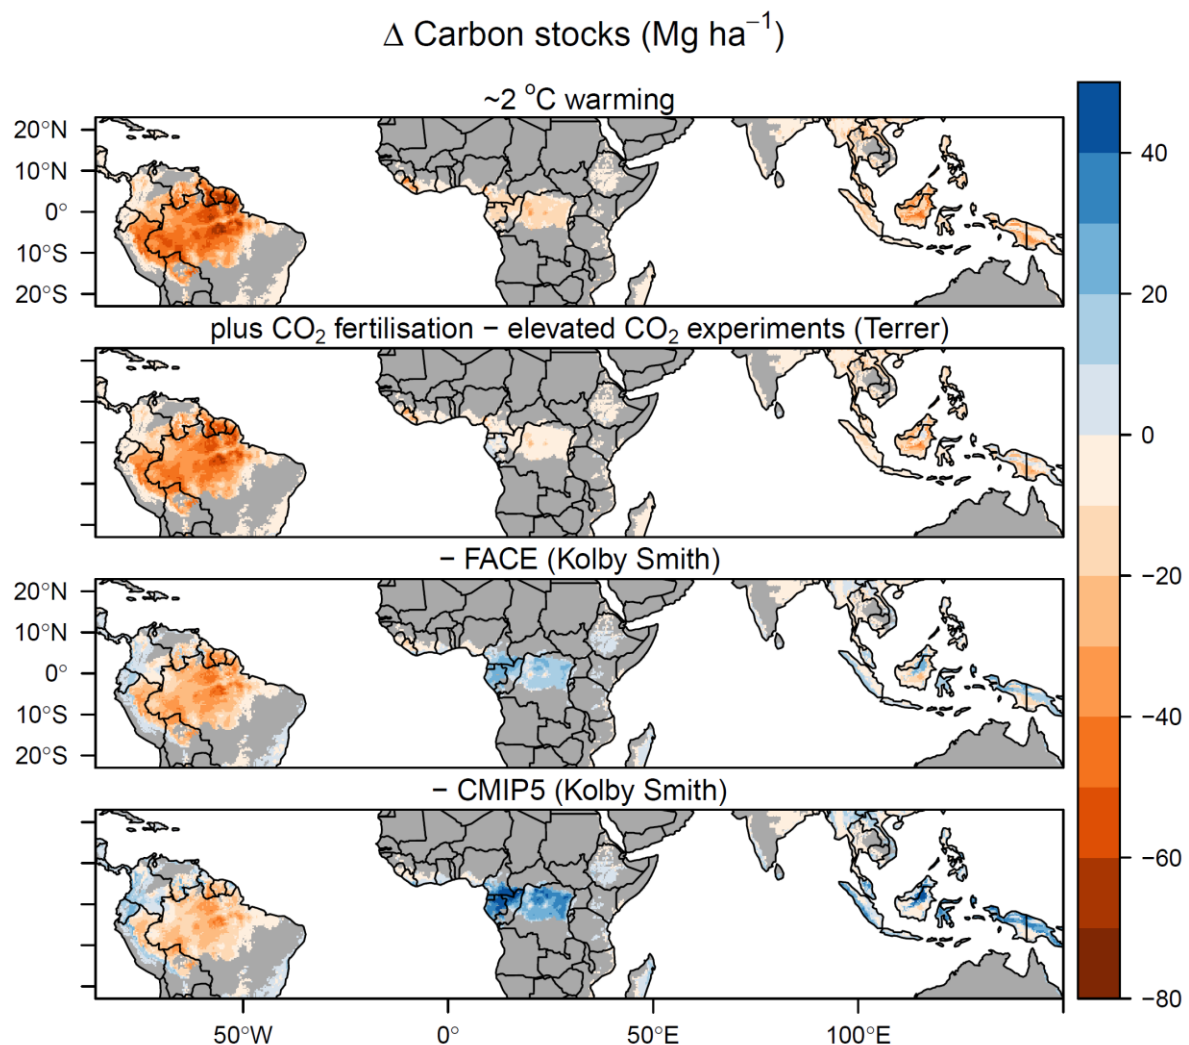 Δ Carbon stocks (Mg ha⁻¹)
~2 °C warming
20°N
10°N
0°
10°S
20°S
plus CO₂ fertilisation − elevated CO₂ experiments (Terrer)
− FACE (Kolby Smith)
20°N
10°N
0°
10°S
20°S
− CMIP5 (Kolby Smith)
50°W 0° 50°E 100°E
40
20
0
−20
−40
−60
−80